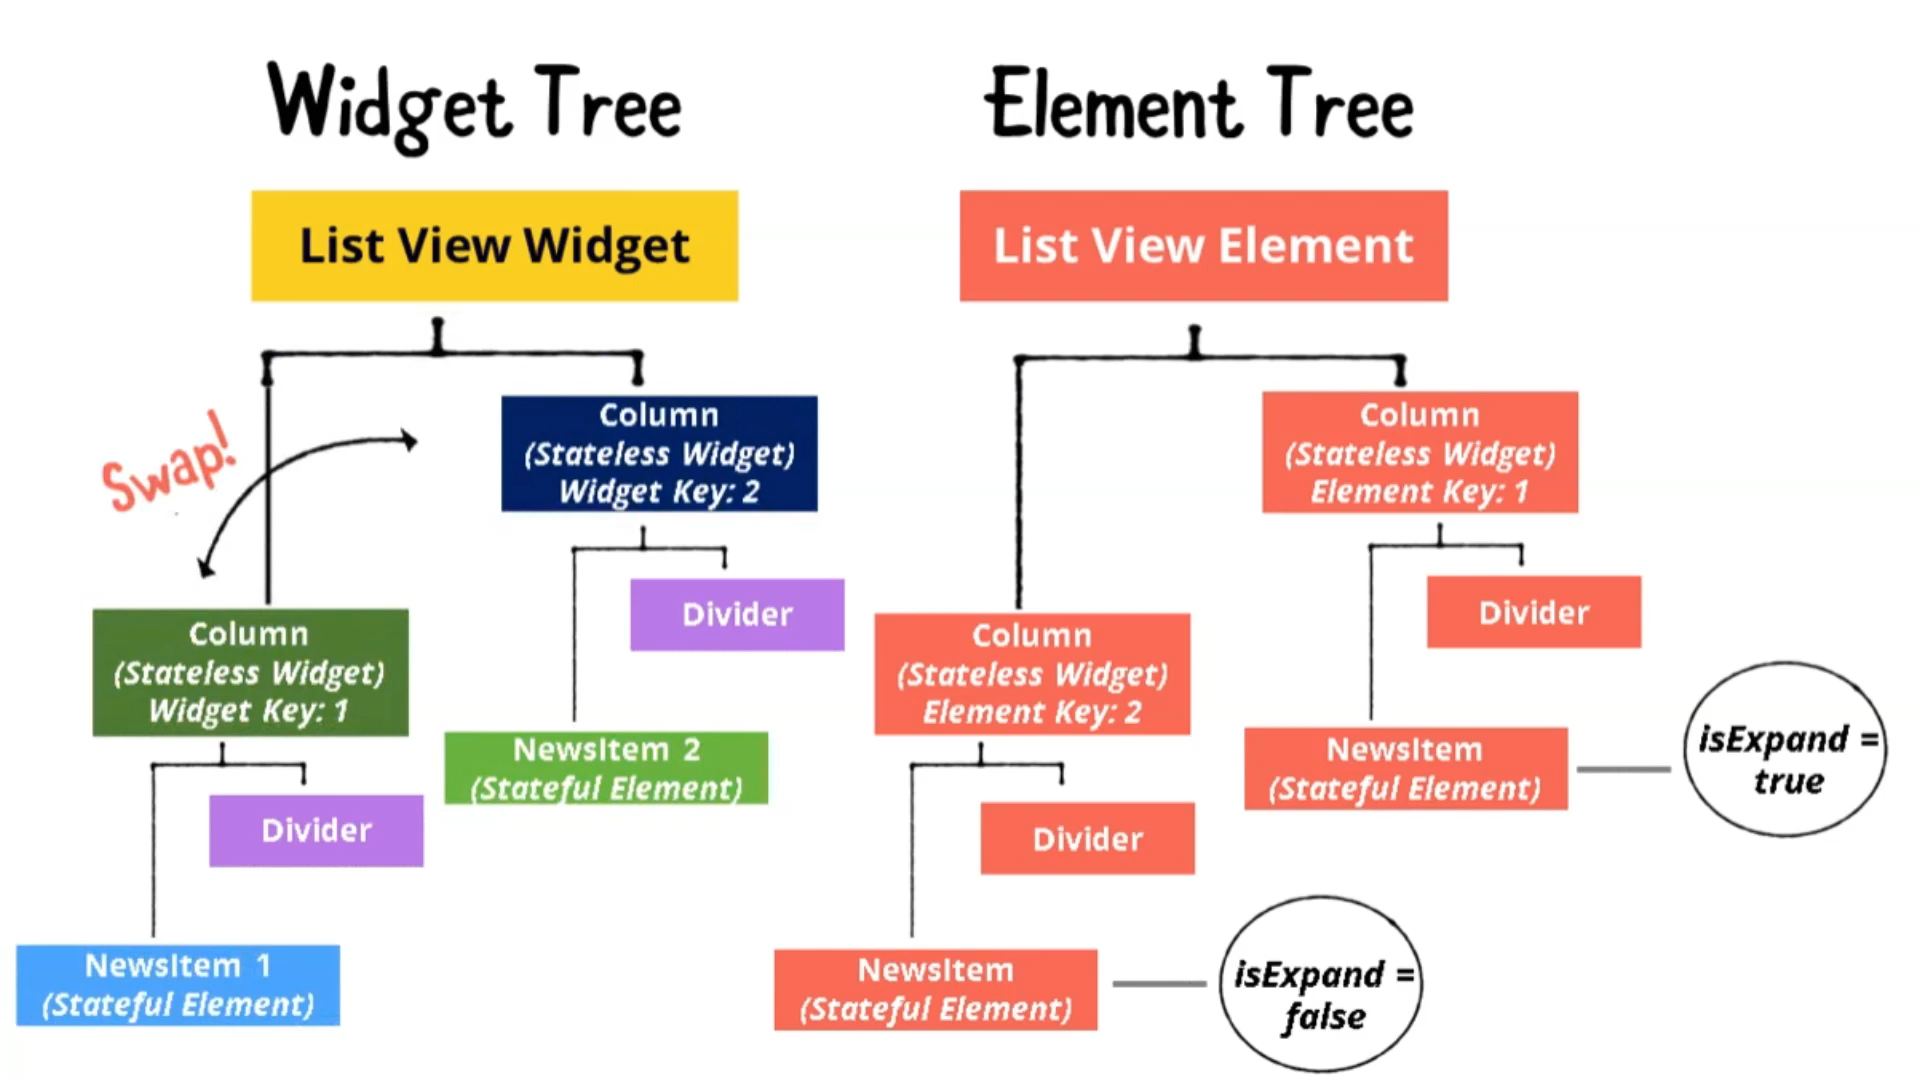 Widget Tree
List View Widget
Swap!
Column
(Stateless Widget)
Widget Key: 2
Divider
Column
(Stateless Widget)
Widget Key: 1
NewsItem 2
(Stateful Element)
Divider
NewsItem 1
(Stateful Element)
Element Tree
List View Element
Column
(Stateless Widget)
Element Key: 1
Divider
Column
(Stateless Widget)
Element Key: 2
NewsItem
(Stateful Element)
isExpand =
true
Divider
NewsItem
(Stateful Element)
isExpand =
false